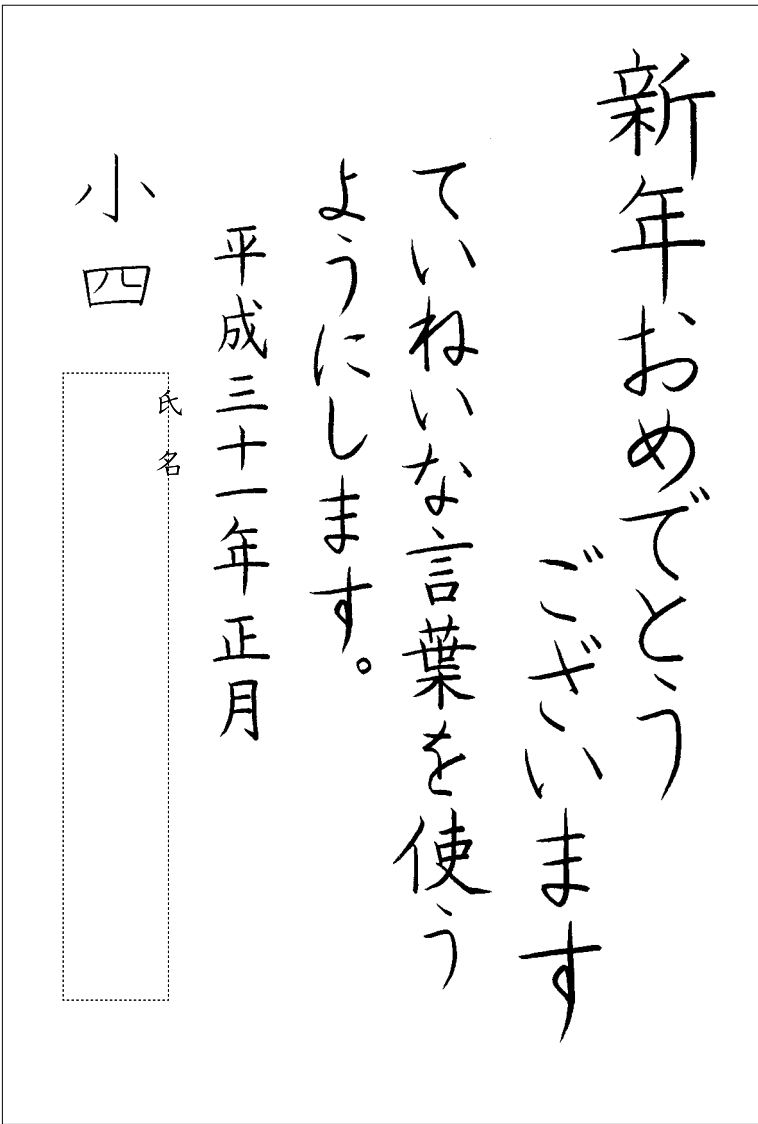 新年おめでとう
ございます
ていねいな言葉を使う
ようにします。
平成三十一年正月
小四
氏名